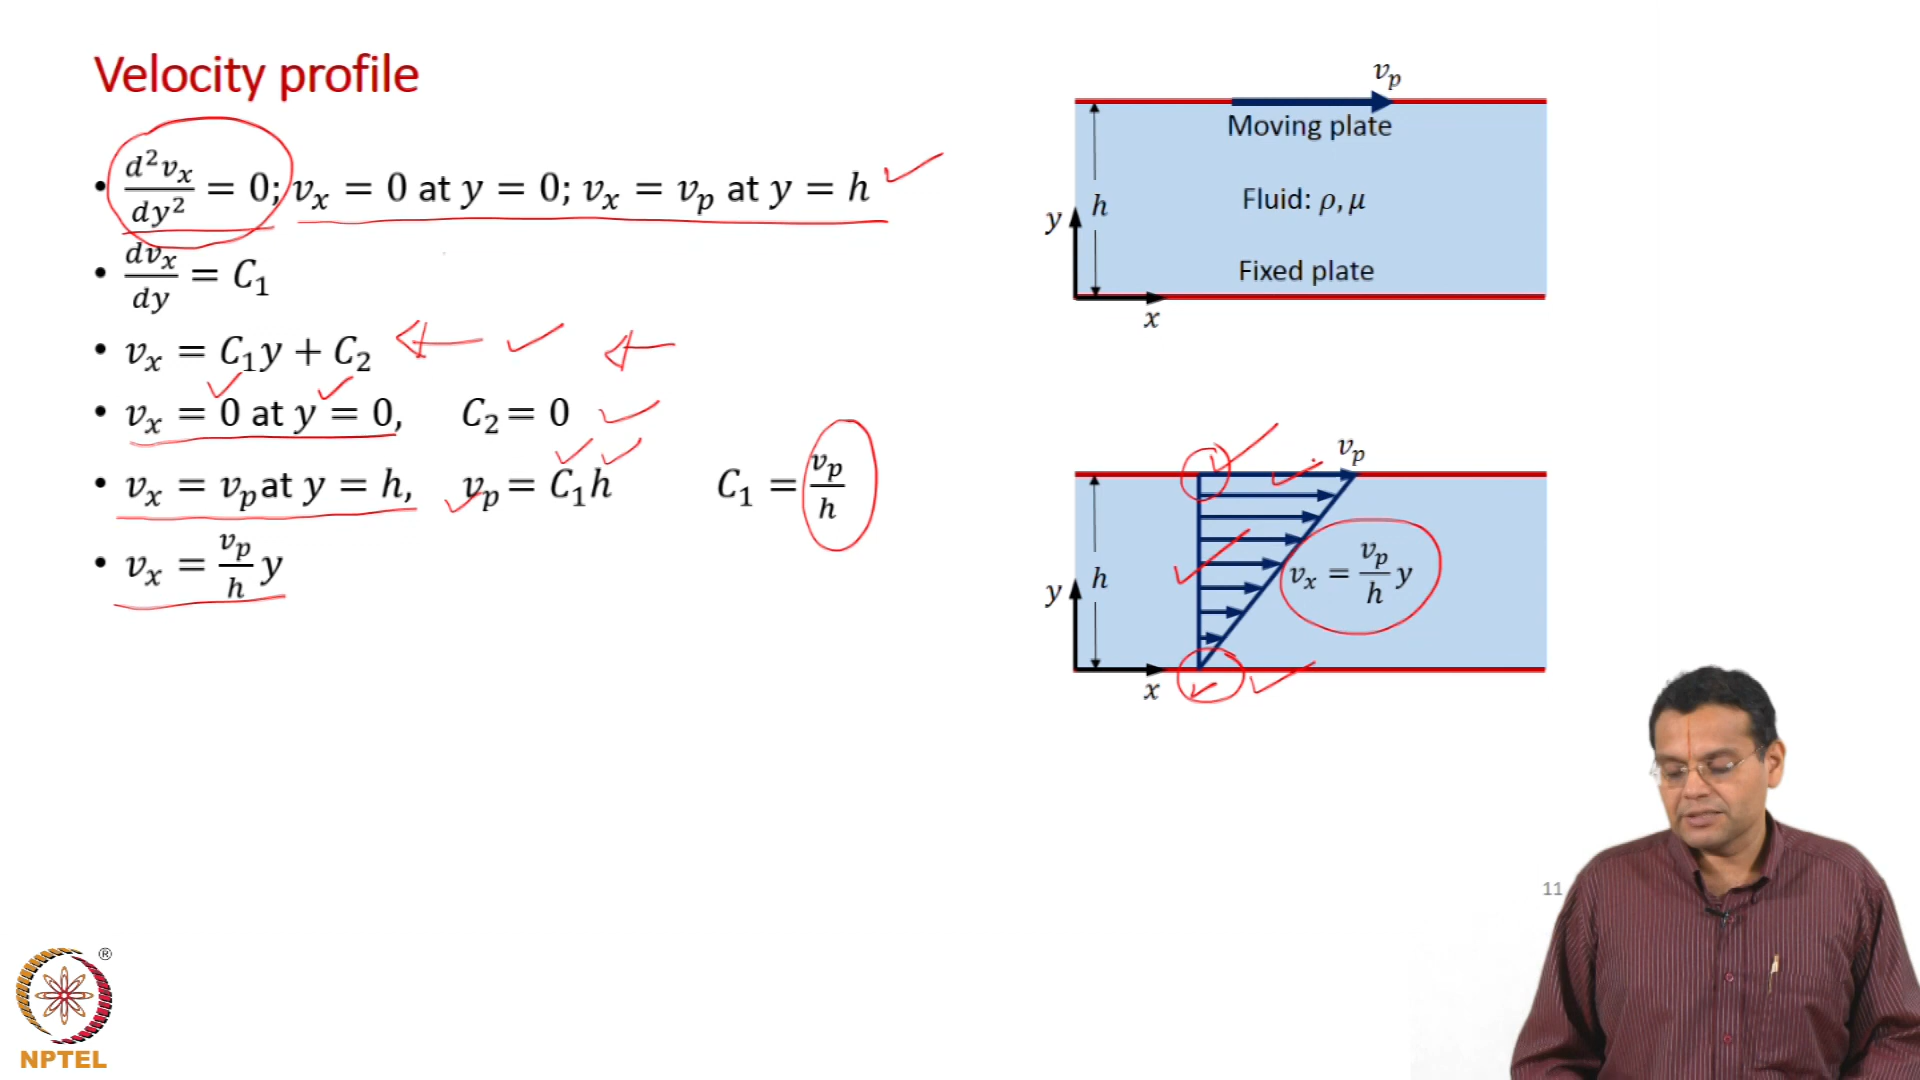 Velocity profile
• d²vₓ/dy² = 0; vₓ = 0 at y = 0; vₓ = vₚ at y = h
• dvₓ/dy = C₁
• vₓ = C₁y + C₂
• vₓ = 0 at y = 0, C₂ = 0
• vₓ = vₚ at y = h, vₚ = C₁h C₁ = vₚ/h
• vₓ = vₚ/h y
vₚ
Moving plate
h
Fluid: ρ, μ
y
Fixed plate
x
vₚ
h
vₓ = vₚ/h y
y
x
11
®
NPTEL